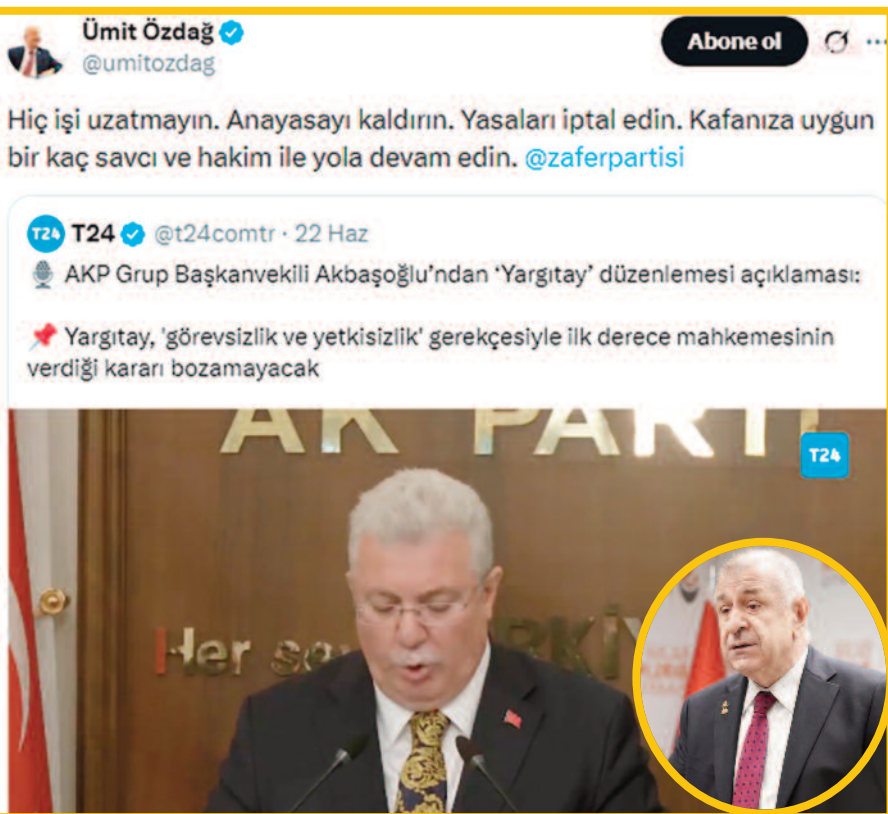 Ümit Özdağ
@umitozdag
Abone ol
Hiç işi uzatmayın. Anayasayı kaldırın. Yasaları iptal edin. Kafanıza uygun
bir kaç savcı ve hakim ile yola devam edin. @zaferpartisi
T24 T24 @t24comtr · 22 Haz
AKP Grup Başkanvekili Akbaşoğlu’ndan ‘Yargıtay’ düzenlemesi açıklaması:
Yargıtay, 'görevsizlik ve yetkisizlik' gerekçesiyle ilk derece mahkemesinin
verdiği kararı bozamayacak
AK PARTİ
T24
Her